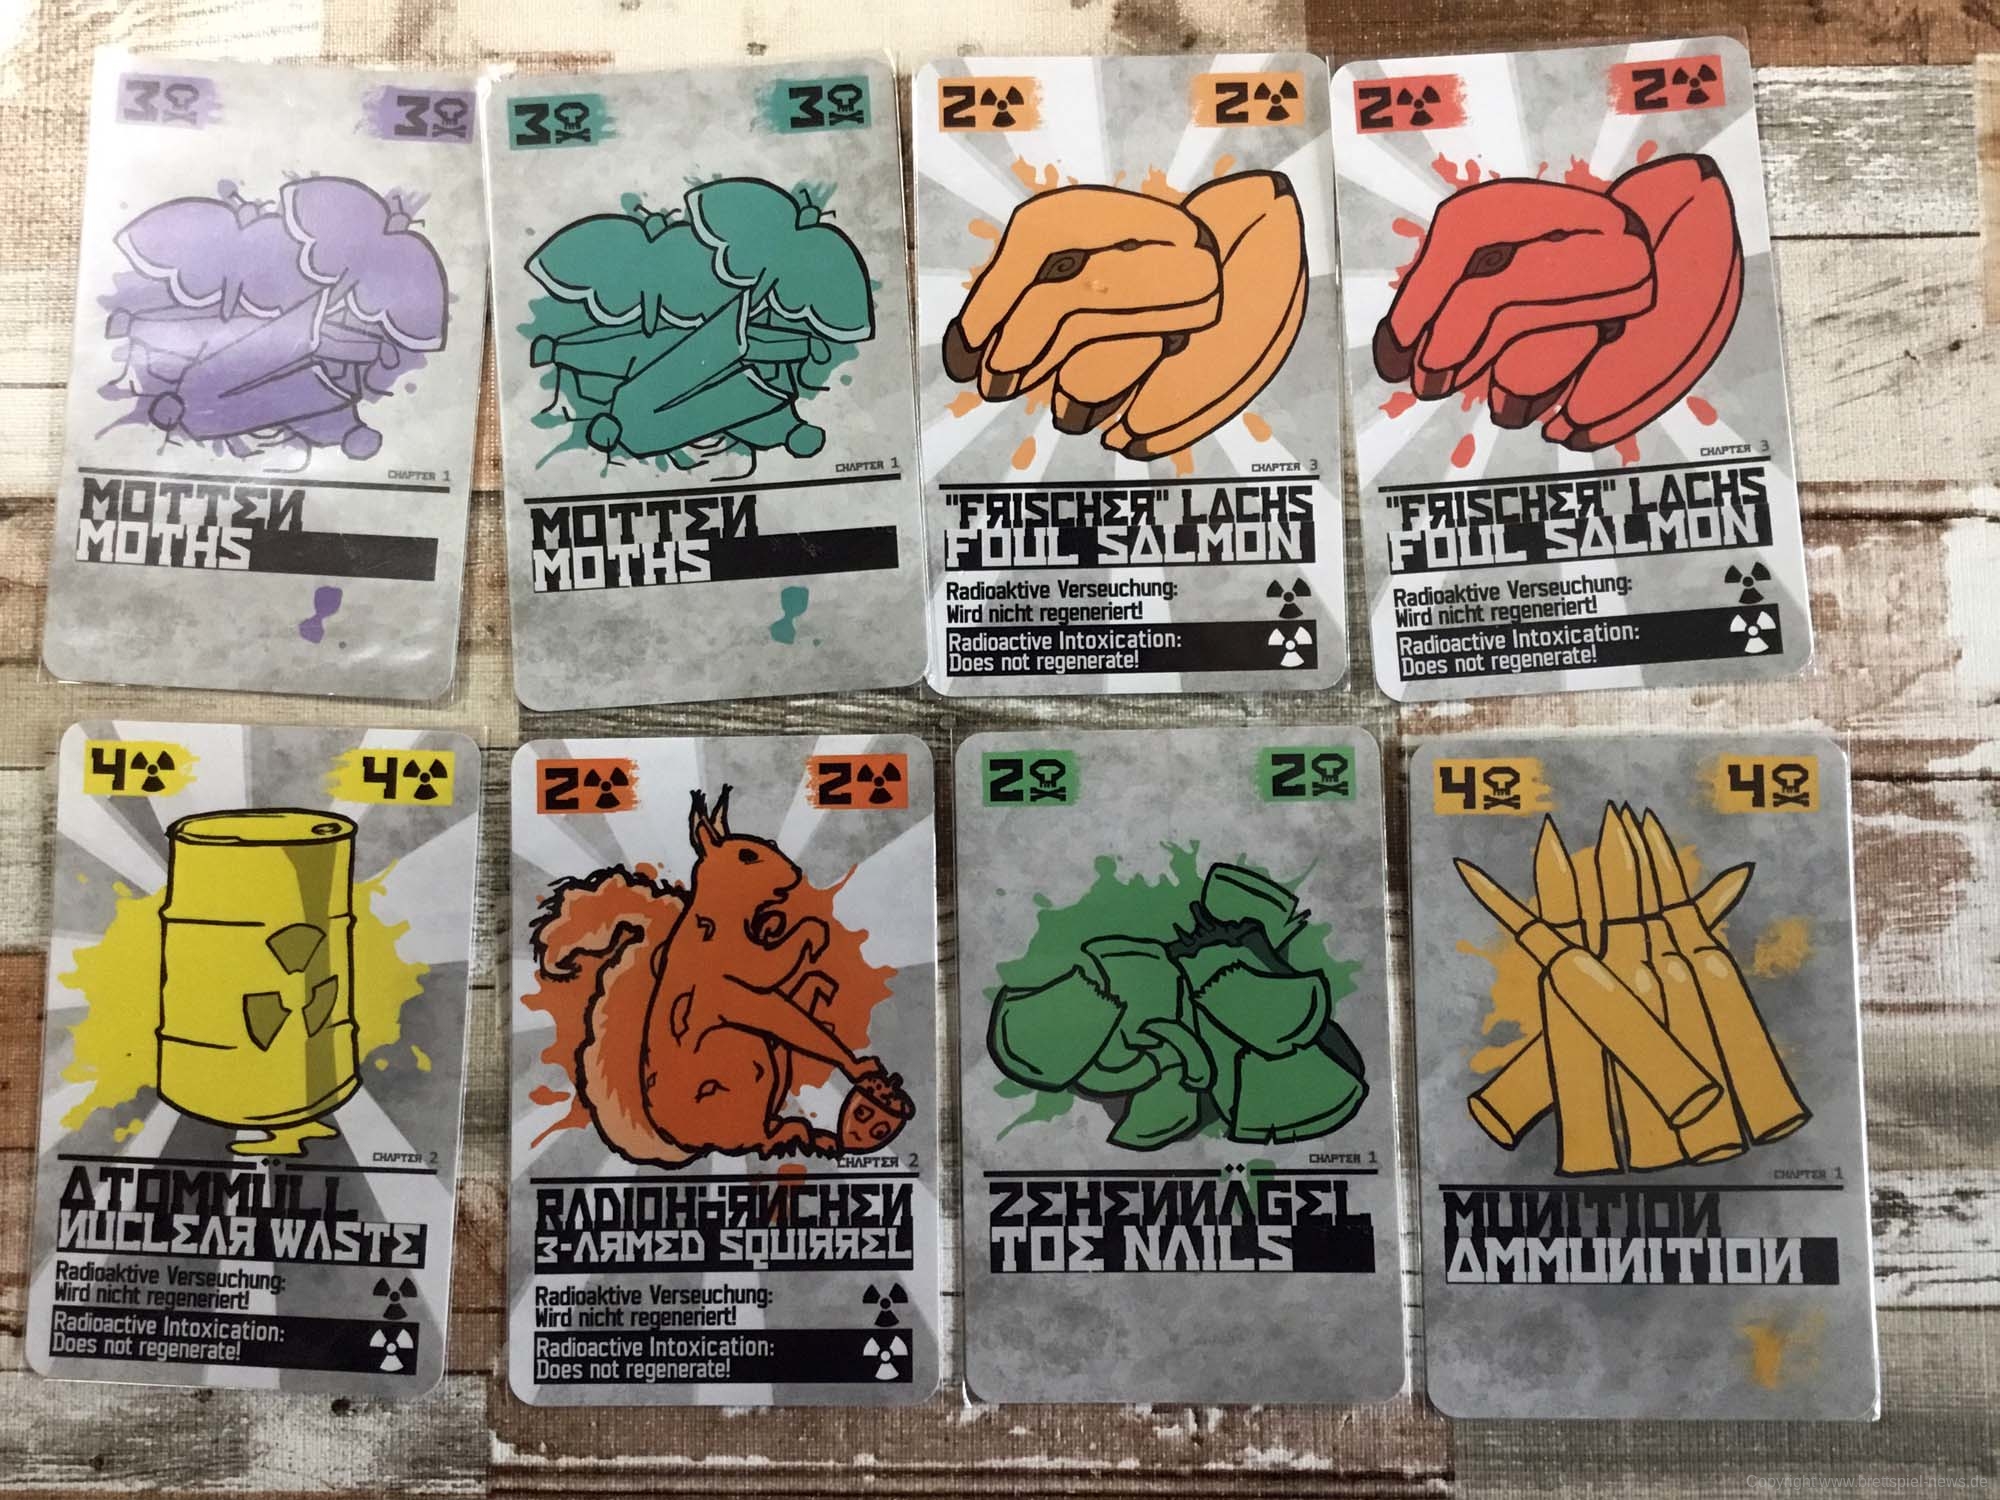 3 3
CHAPTER 1
MOTTEN
MOTHS
3 3
CHAPTER 1
MOTTEN
MOTHS
2 2
CHAPTER 3
"FRISCHER" LACHS
FOUL SALMON
Radioaktive Verseuchung:
Wird nicht regeneriert!
Radioactive Intoxication:
Does not regenerate!
2 2
CHAPTER 3
"FRISCHER" LACHS
FOUL SALMON
Radioaktive Verseuchung:
Wird nicht regeneriert!
Radioactive Intoxication:
Does not regenerate!
4 4
CHAPTER 2
ATOMMÜLL
NUCLEAR WASTE
Radioaktive Verseuchung:
Wird nicht regeneriert!
Radioactive Intoxication:
Does not regenerate!
2 2
CHAPTER 2
RADIOHÖRNCHEN
3-ARMED SQUIRREL
Radioaktive Verseuchung:
Wird nicht regeneriert!
Radioactive Intoxication:
Does not regenerate!
2 2
CHAPTER 1
ZEHENNÄGEL
TOE NAILS
4 4
CHAPTER 1
MUNITION
AMMUNITION
Copyright www.brettspiel-news.de